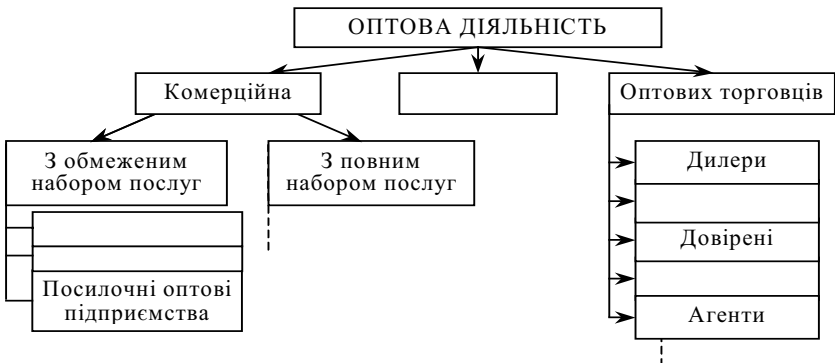 ОПТОВА ДІЯЛЬНІСТЬ
Комерційна
Оптових торговців
З обмеженим
набором послуг
З повним
набором послуг
Дилери
Довірені
Посилочні оптові
підприємства
Агенти